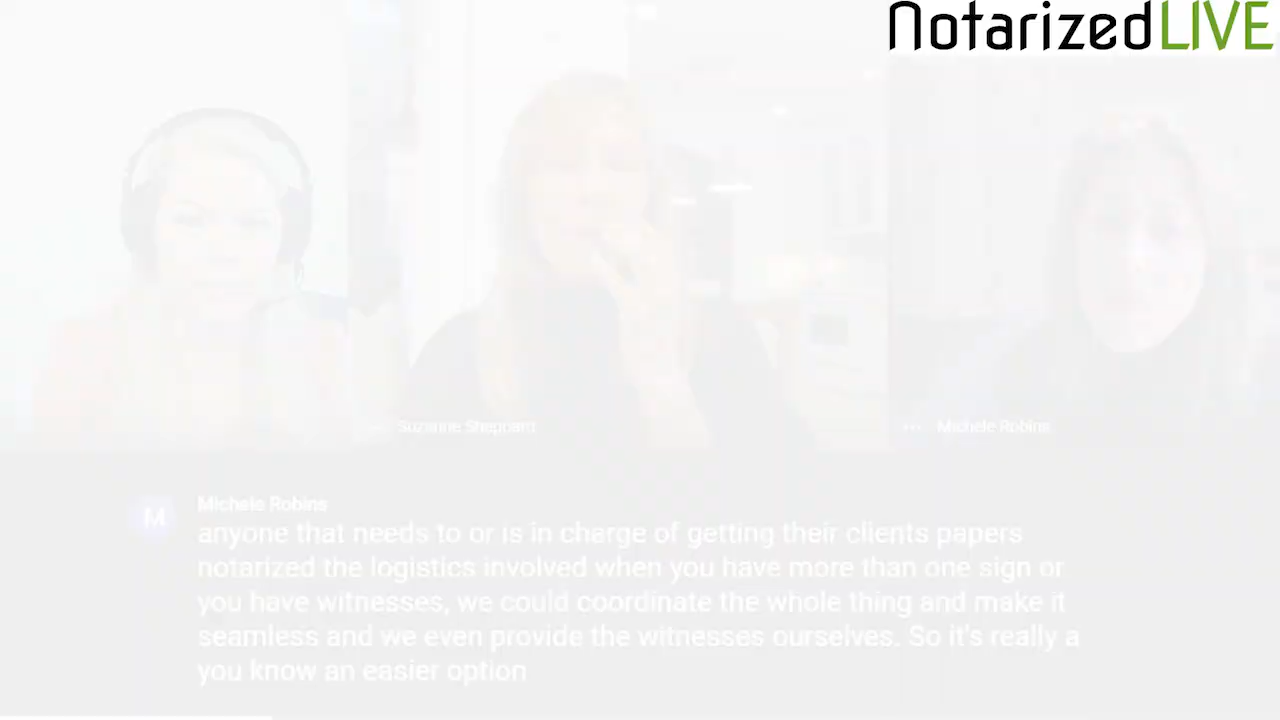 NotarizedLIVE
Suzanne Sheppard
Michele Robins
M
Michele Robins
anyone that needs to or is in charge of getting their clients papers
notarized the logistics involved when you have more than one sign or
you have witnesses, we could coordinate the whole thing and make it
seamless and we even provide the witnesses ourselves. So it's really a
you know an easier option